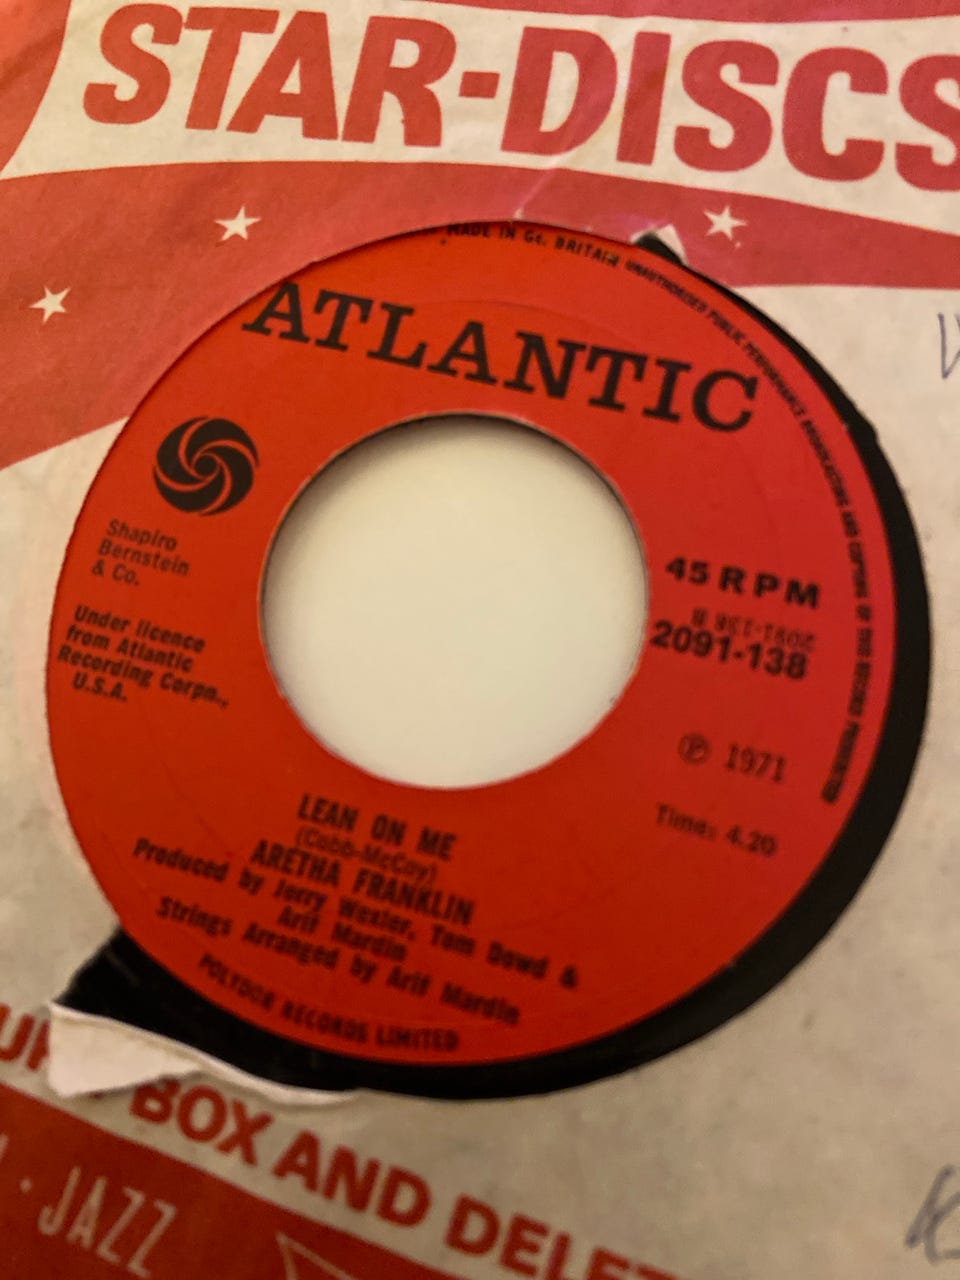 STAR-DISCS
MADE IN Gt. BRITAIN UNAUTHORISED PUBLIC PERFORMANCE BROADCASTING AND COPYING OF THIS RECORD PROHIBITED
ATLANTIC
Shapiro
Bernstein
& Co.
Under licence
from Atlantic
Recording Corpn.,
U.S.A.
45 RPM
2091-138 B
2091-138
℗ 1971
Time: 4.20
LEAN ON ME
(Cobb-McCoy)
ARETHA FRANKLIN
Produced by Jerry Wexler, Tom Dowd &
Arif Mardin
Strings Arranged by Arif Mardin
POLYDOR RECORDS LIMITED
BOX AND DELET
· JAZZ